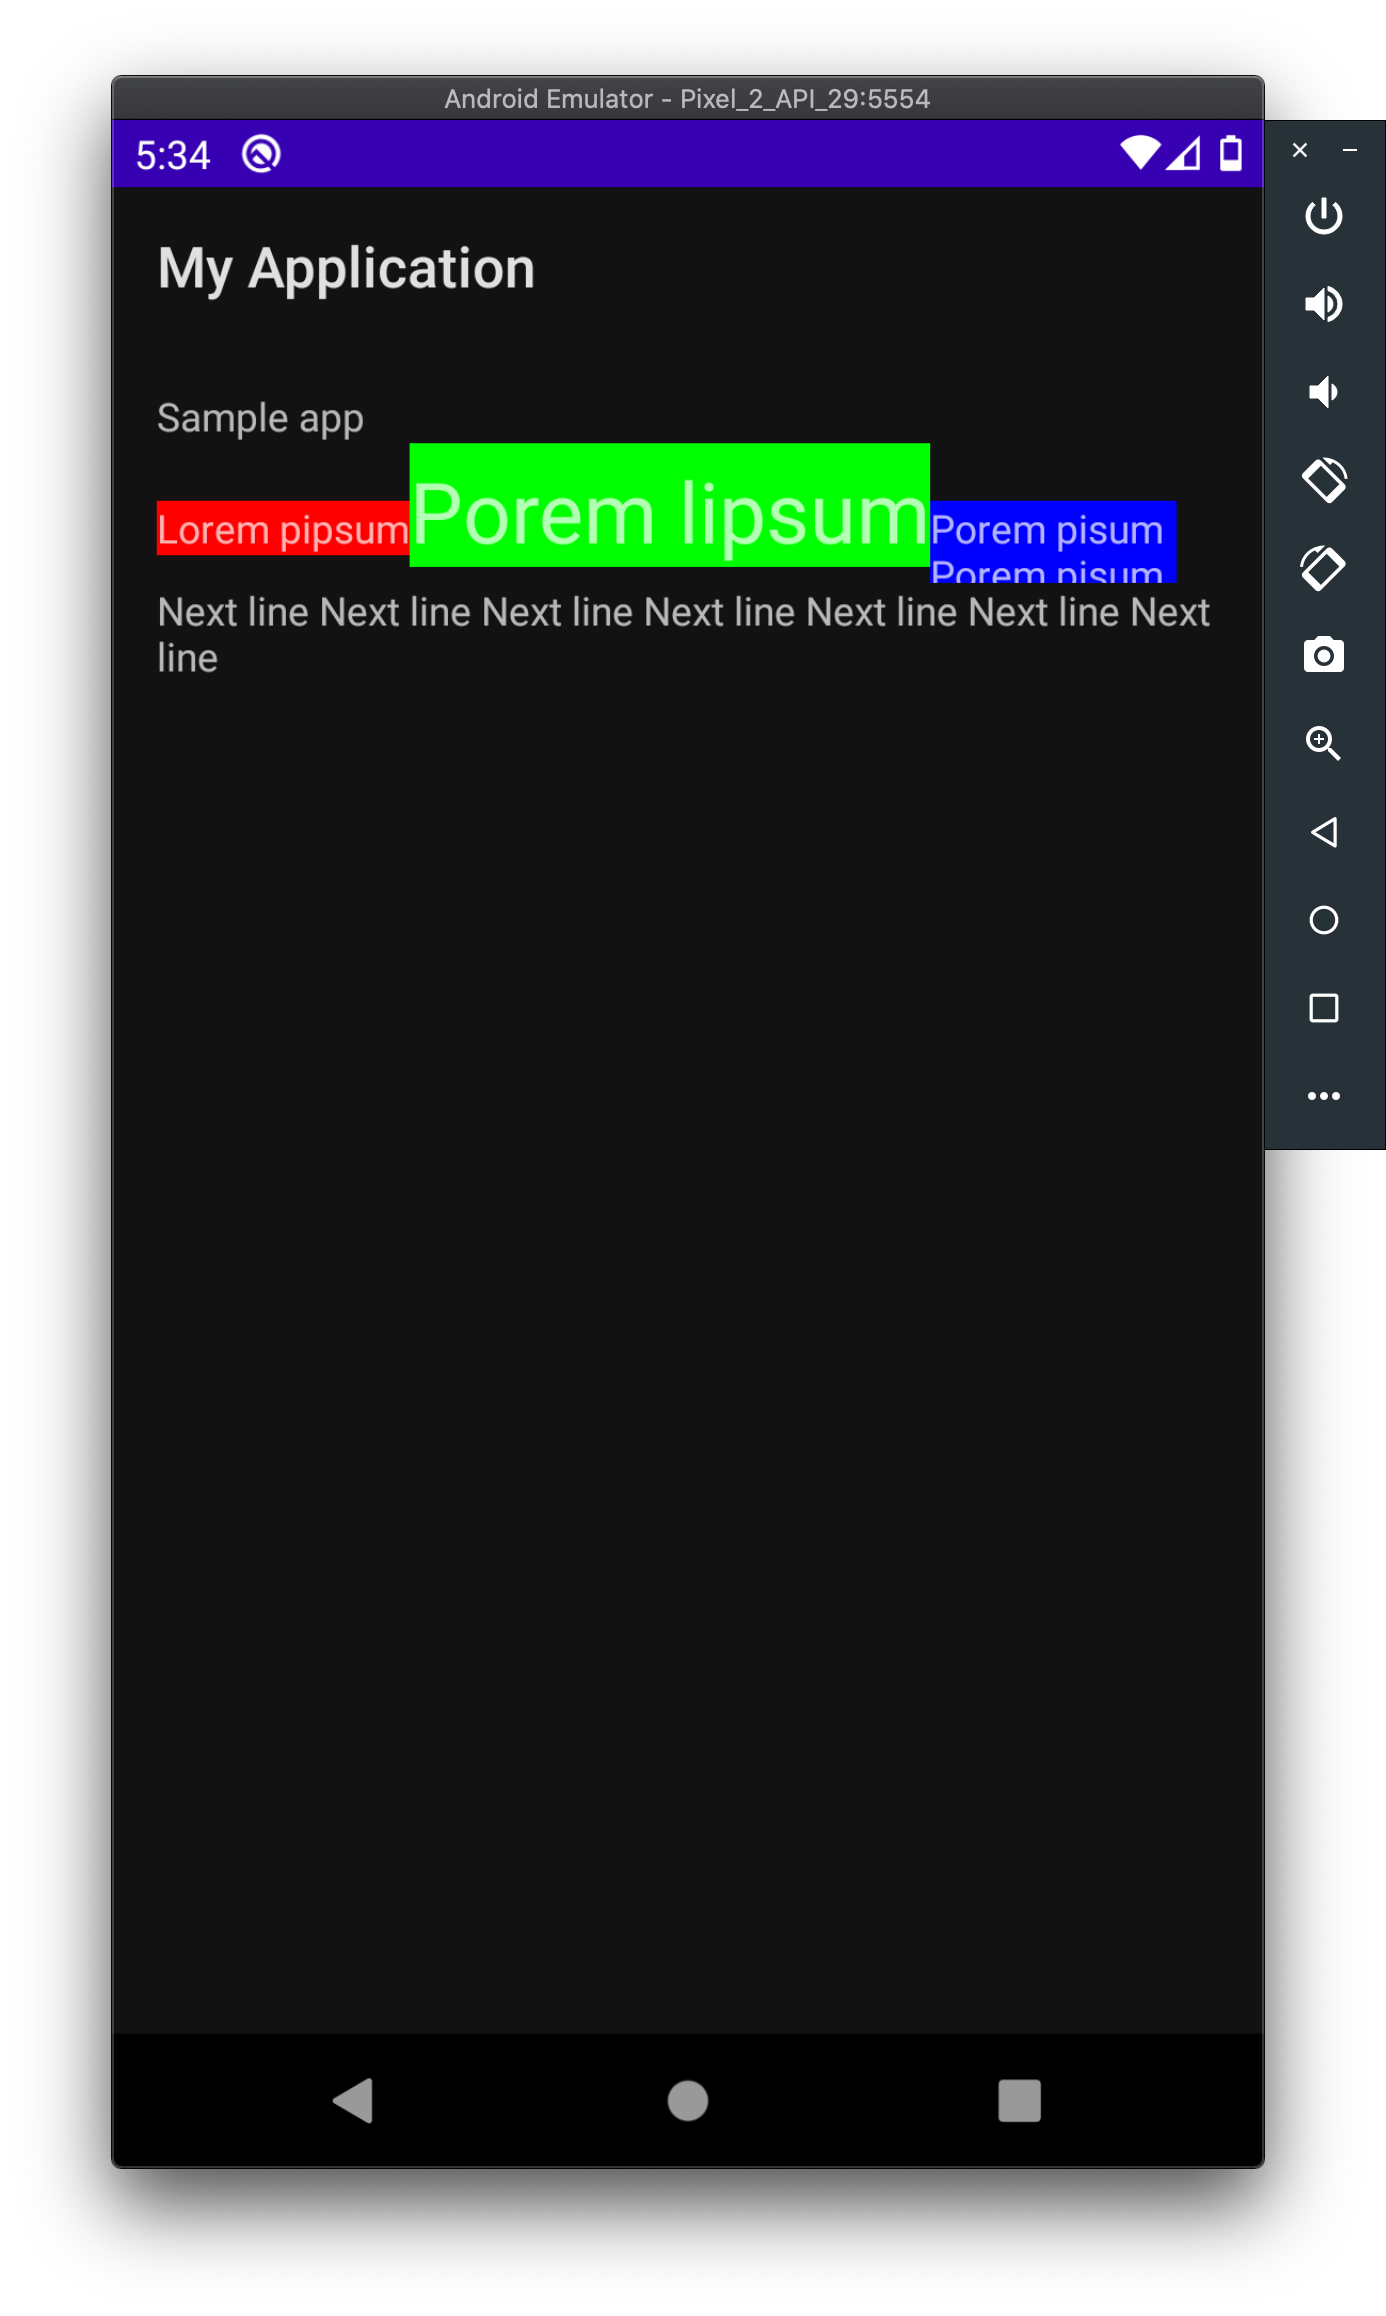 Android Emulator - Pixel_2_API_29:5554
5:34
My Application
Sample app
Lorem pipsum Porem lipsum Porem pisum
Porem pisum
Next line Next line Next line Next line Next line Next line Next
line